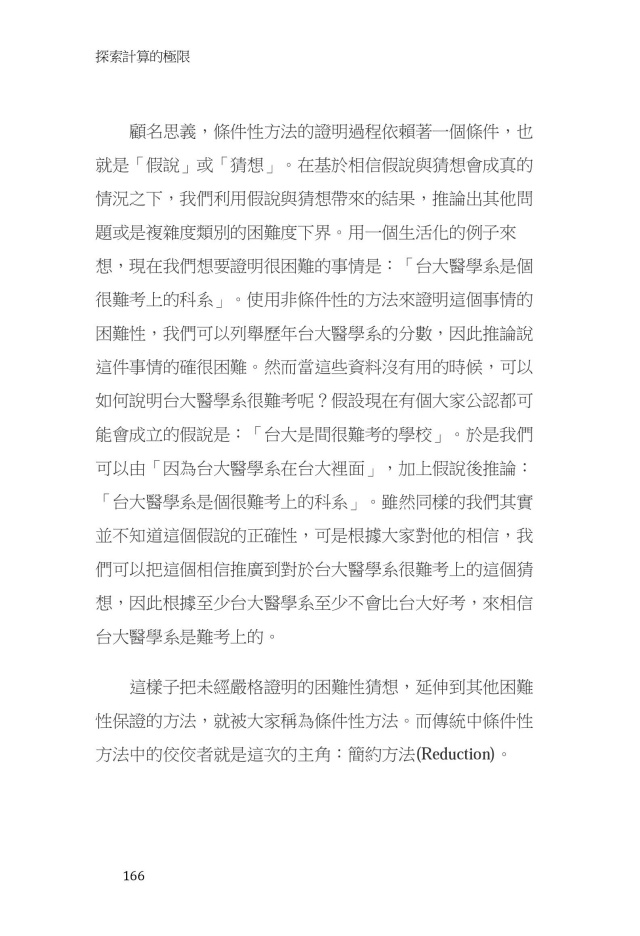 探索計算的極限
顧名思義，條件性方法的證明過程依賴著一個條件，也
就是「假說」或「猜想」。在基於相信假說與猜想會成真的
情況之下，我們利用假說與猜想帶來的結果，推論出其他問
題或是複雜度類別的困難度下界。用一個生活化的例子來
想，現在我們想要證明很困難的事情是：「台大醫學系是個
很難考上的科系」。使用非條件性的方法來證明這個事情的
困難性，我們可以列舉歷年台大醫學系的分數，因此推論說
這件事情的確很困難。然而當這些資料沒有用的時候，可以
如何說明台大醫學系很難考呢？假設現在有個大家公認都可
能會成立的假說是：「台大是間很難考的學校」。於是我們
可以由「因為台大醫學系在台大裡面」，加上假說後推論：
「台大醫學系是個很難考上的科系」。雖然同樣的我們其實
並不知道這個假說的正確性，可是根據大家對他的相信，我
們可以把這個相信推廣到對於台大醫學系很難考上的這個猜
想，因此根據至少台大醫學系至少不會比台大好考，來相信
台大醫學系是難考上的。
這樣子把未經嚴格證明的困難性猜想，延伸到其他困難
性保證的方法，就被大家稱為條件性方法。而傳統中條件性
方法中的佼佼者就是這次的主角：簡約方法(Reduction)。
166